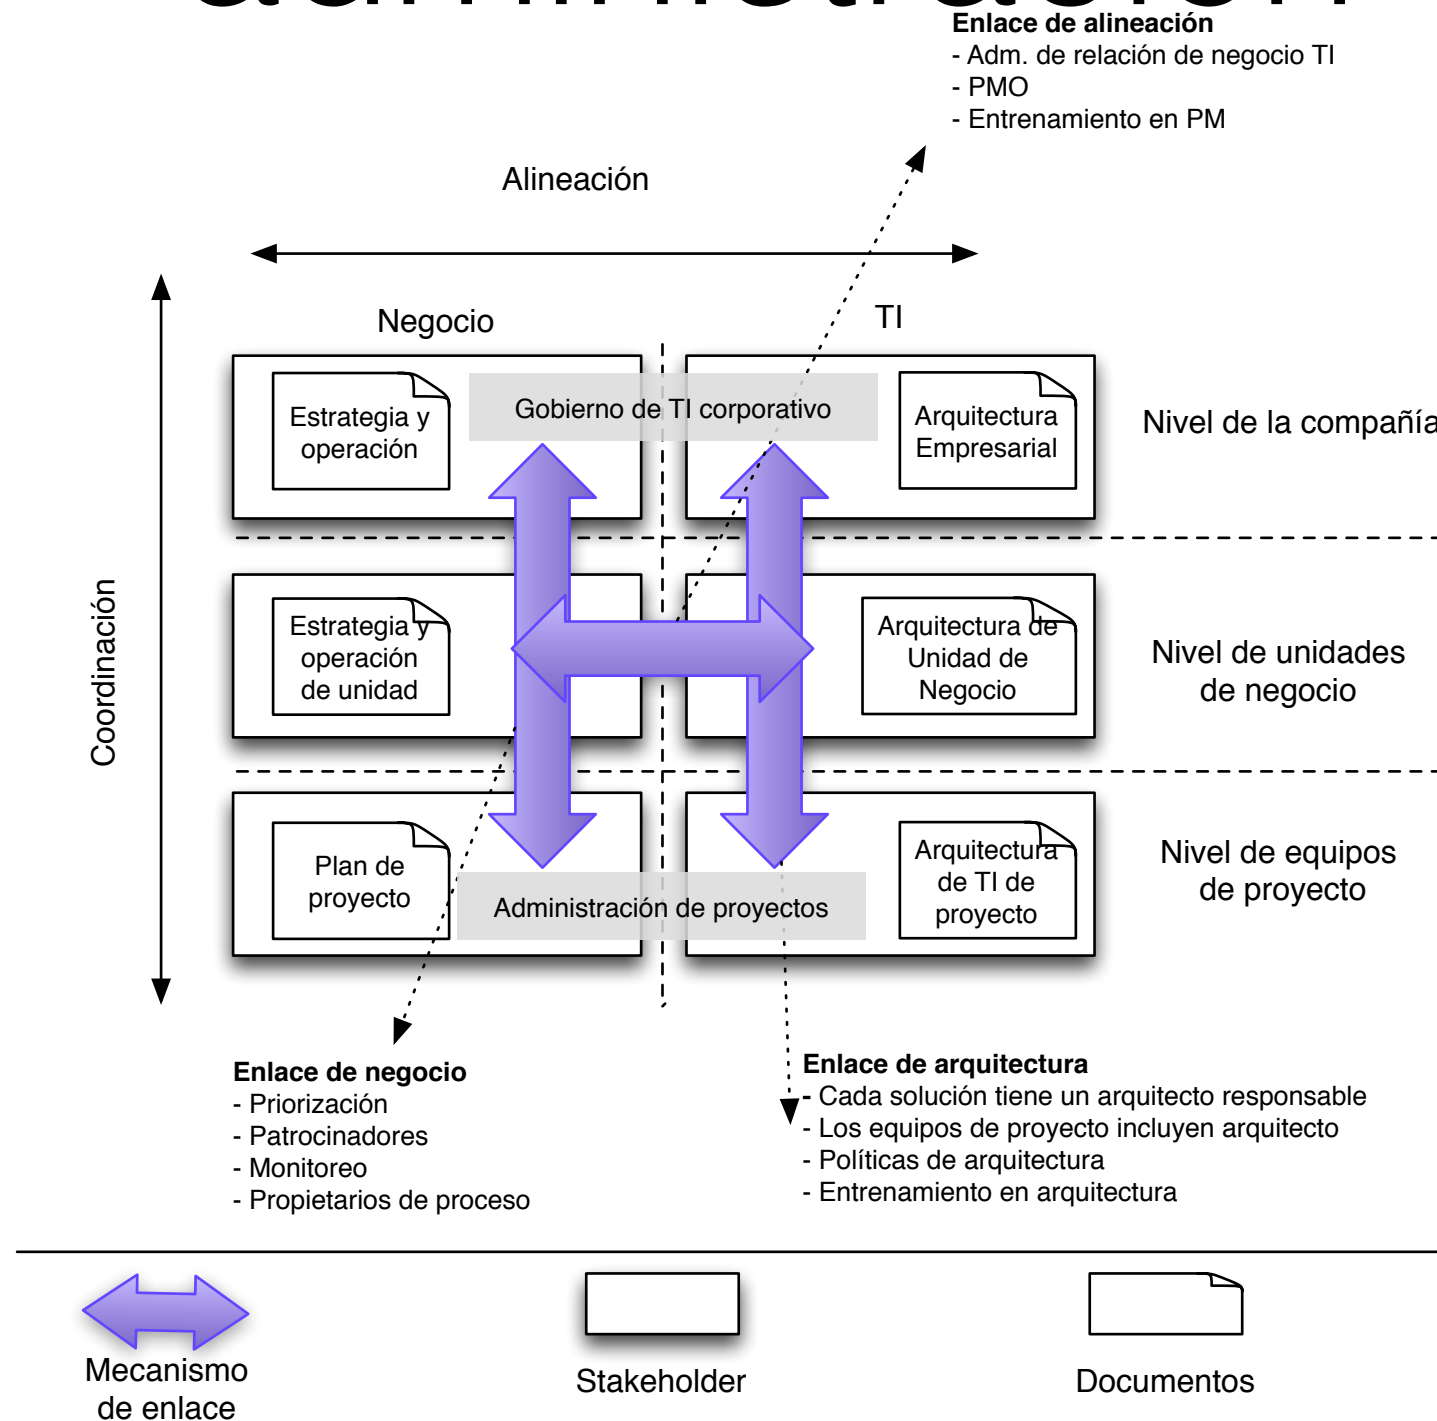 administración
Enlace de alineación
- Adm. de relación de negocio TI
- PMO
- Entrenamiento en PM
Alineación
Negocio
TI
Estrategia y
operación
Gobierno de TI corporativo
Arquitectura
Empresarial
Nivel de la compañía
Coordinación
Estrategia y
operación
de unidad
Arquitectura de
Unidad de
Negocio
Nivel de unidades
de negocio
Plan de
proyecto
Administración de proyectos
Arquitectura
de TI de
proyecto
Nivel de equipos
de proyecto
Enlace de negocio
- Priorización
- Patrocinadores
- Monitoreo
- Propietarios de proceso
Enlace de arquitectura
- Cada solución tiene un arquitecto responsable
- Los equipos de proyecto incluyen arquitecto
- Políticas de arquitectura
- Entrenamiento en arquitectura
Mecanismo
de enlace
Stakeholder
Documentos